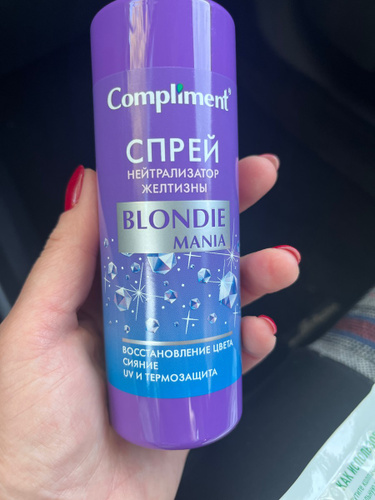 Compliment®
СПРЕЙ
НЕЙТРАЛИЗАТОР
ЖЕЛТИЗНЫ
BLONDIE
MANIA
ВОССТАНОВЛЕНИЕ ЦВЕТА
СИЯНИЕ
UV И ТЕРМОЗАЩИТА